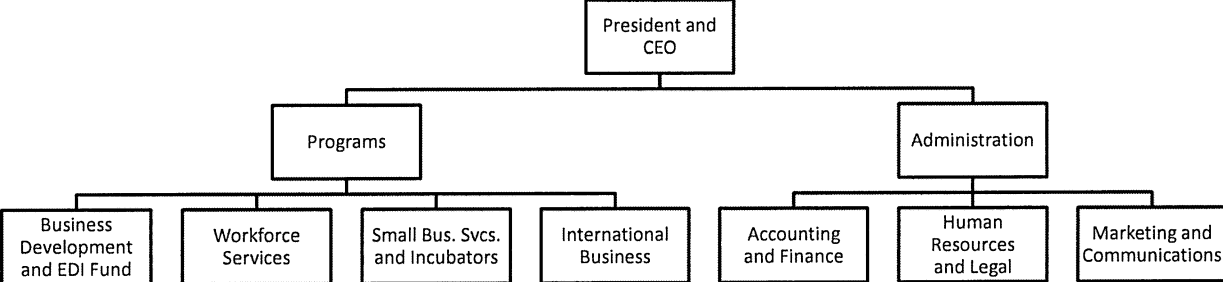 President and
CEO
Programs
Administration
Business
Development
and EDI Fund
Workforce
Services
Small Bus. Svcs.
and Incubators
International
Business
Accounting
and Finance
Human
Resources
and Legal
Marketing and
Communications